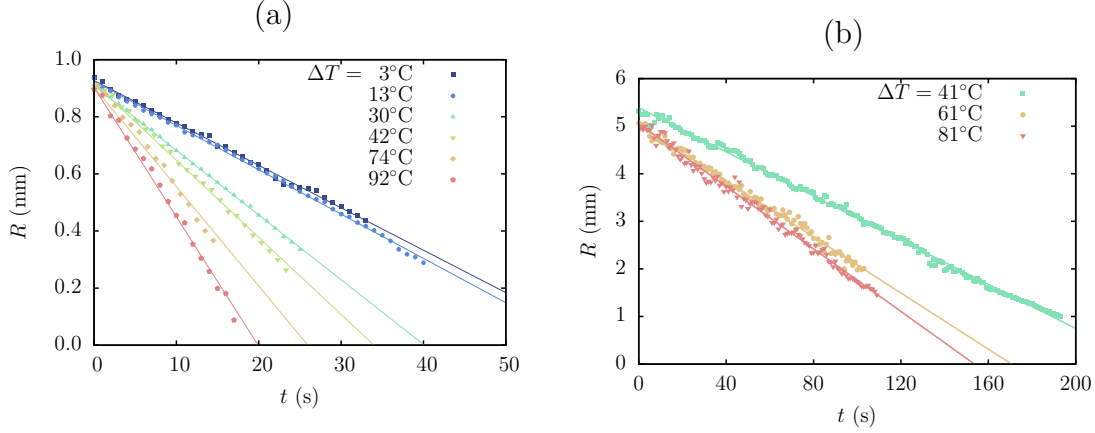 (a)
1.0
0.8
0.6
0.4
0.2
0.0
R (mm)
0
10
20
30
40
50
t (s)
ΔT = 3°C
13°C
30°C
42°C
74°C
92°C
(b)
6
5
4
3
2
1
0
R (mm)
0
40
80
120
160
200
t (s)
ΔT = 41°C
61°C
81°C